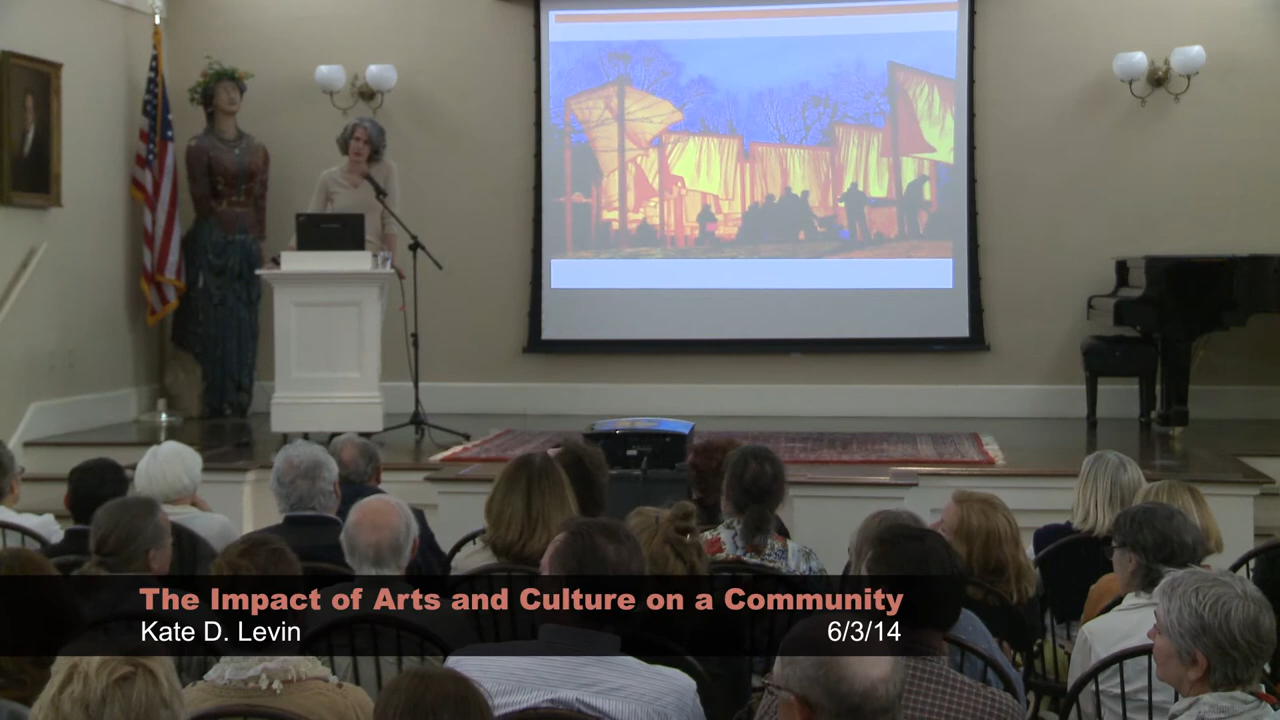 The Impact of Arts and Culture on a Community
Kate D. Levin
6/3/14